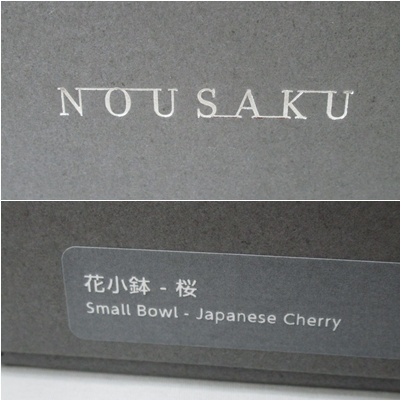 NOUSAKU
花小鉢 - 桜
Small Bowl - Japanese Cherry